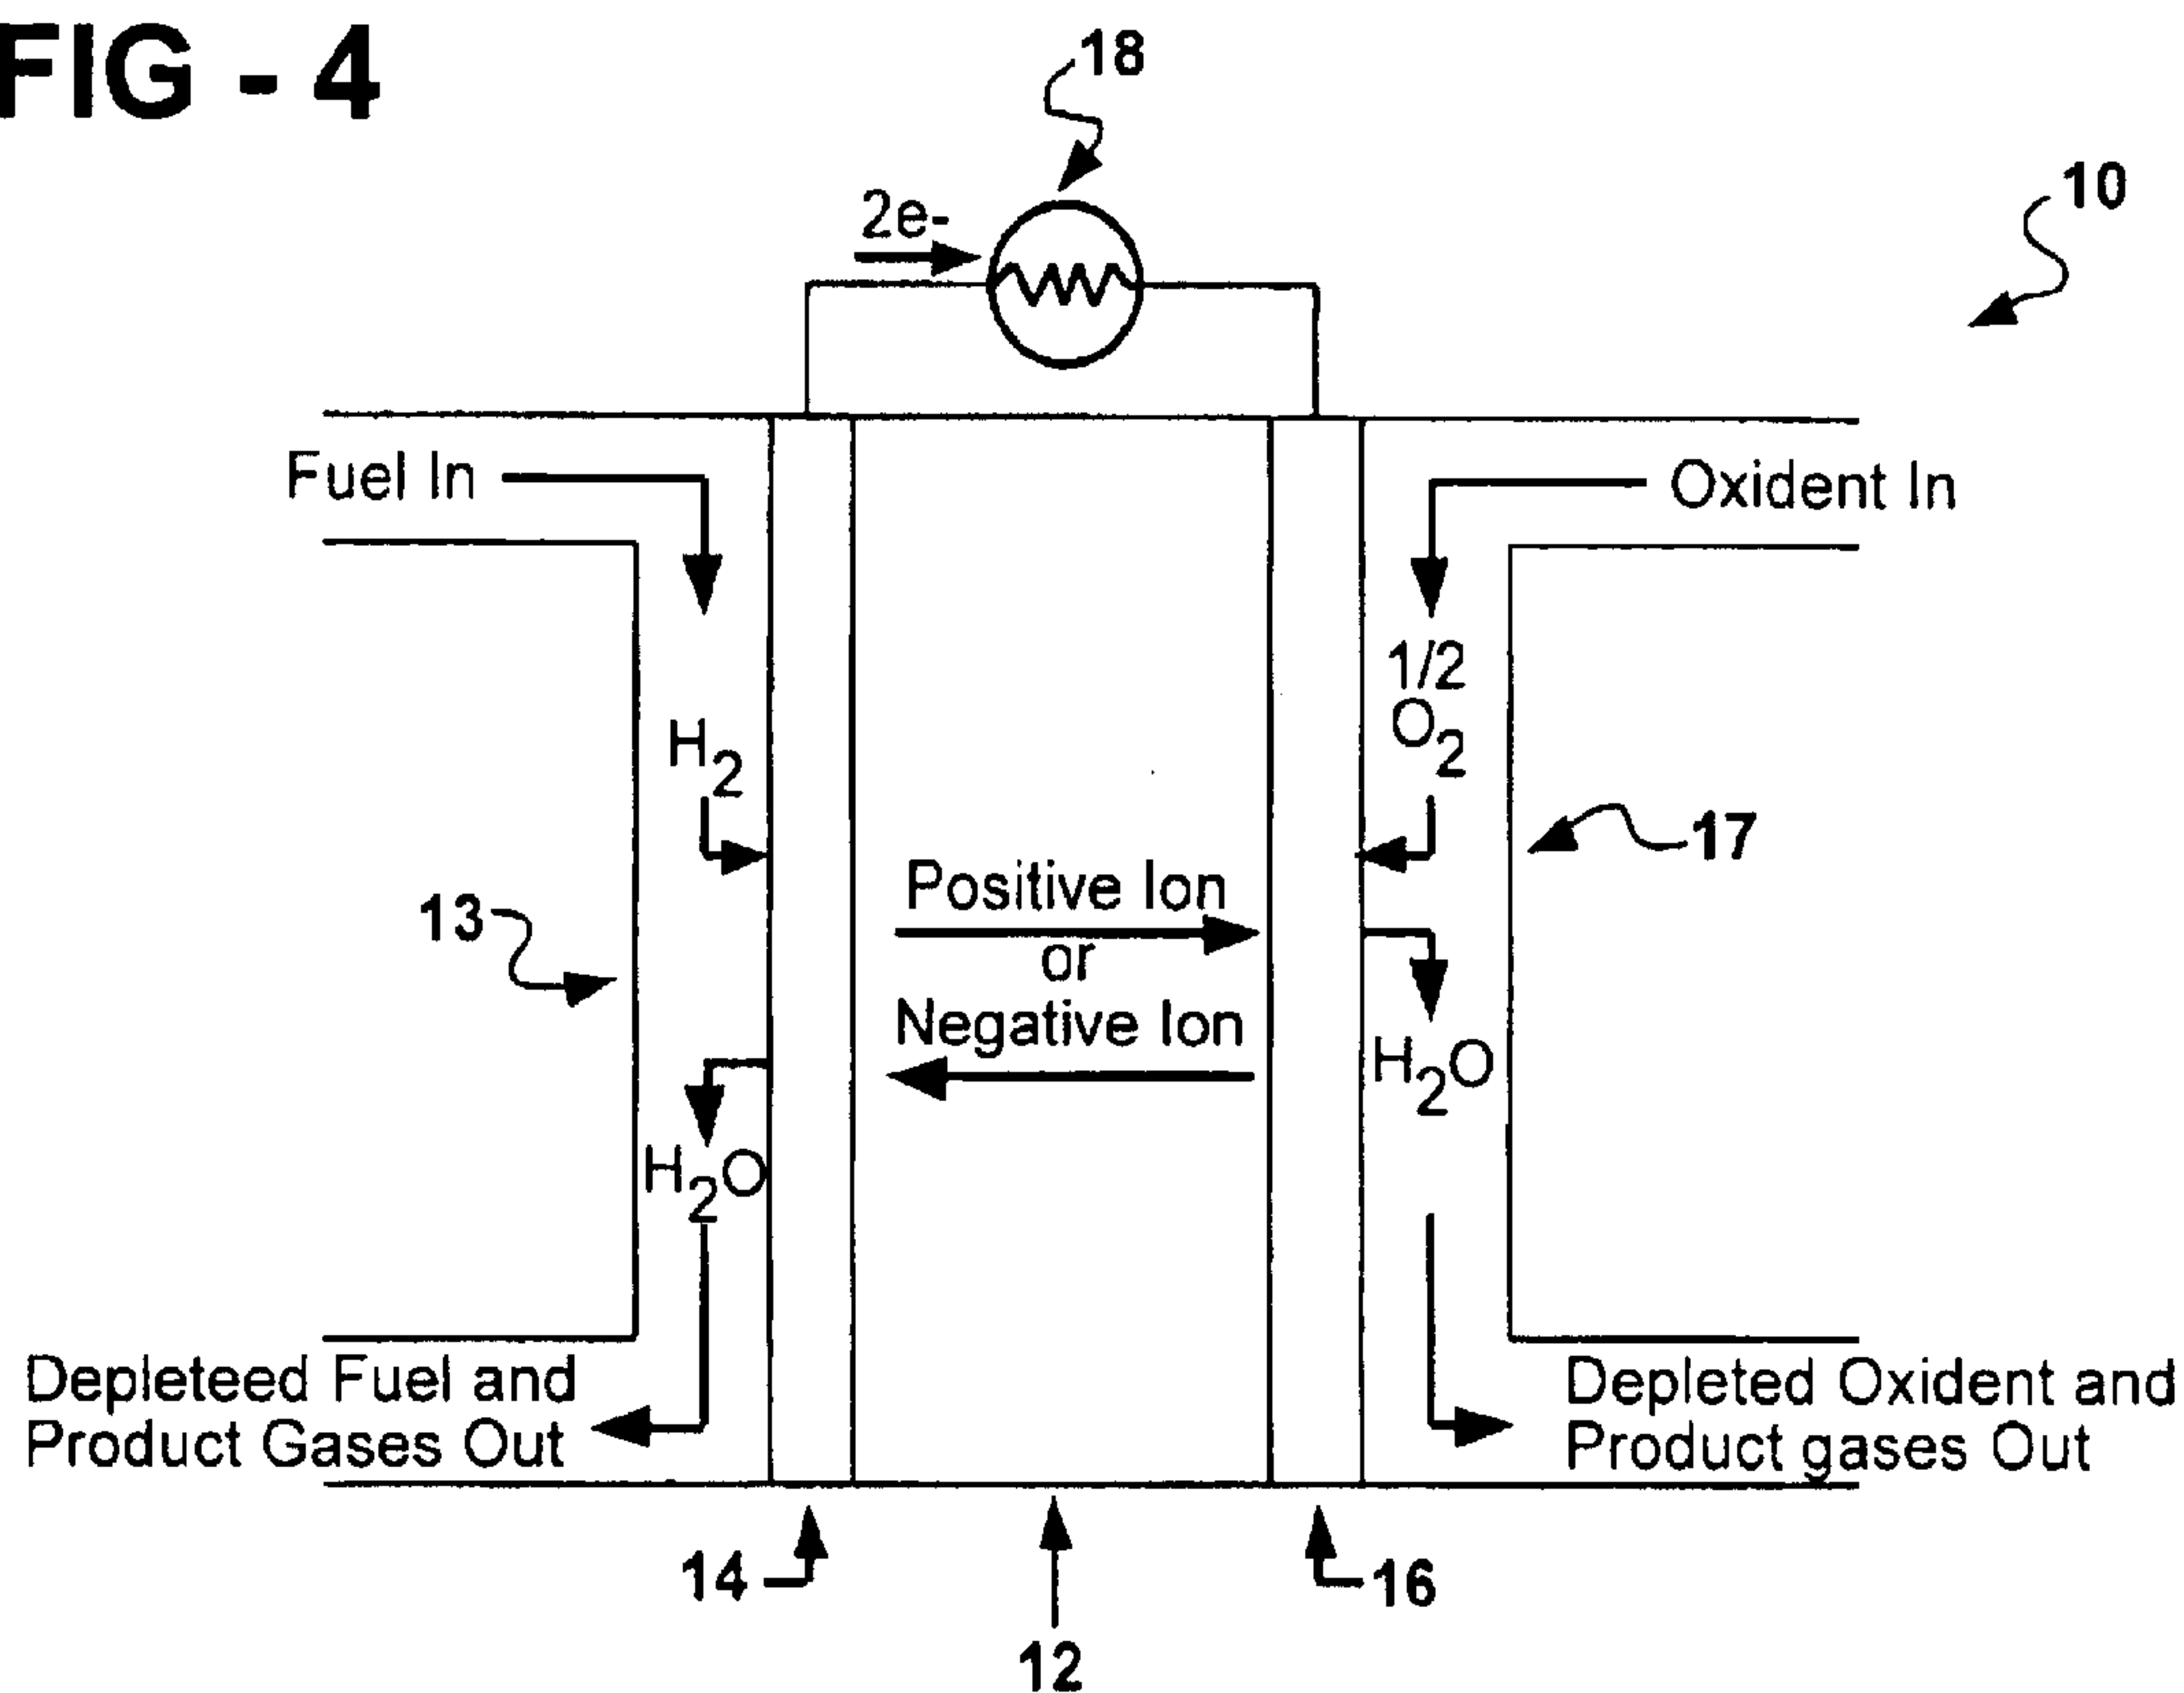 FIG - 4
18
10
2e-
Fuel In
Oxident In
1/2
O2
H2
17
13
Positive Ion
or
Negative Ion
H2O
H2O
Depleteed Fuel and
Product Gases Out
Depleted Oxident and
Product gases Out
14
16
12